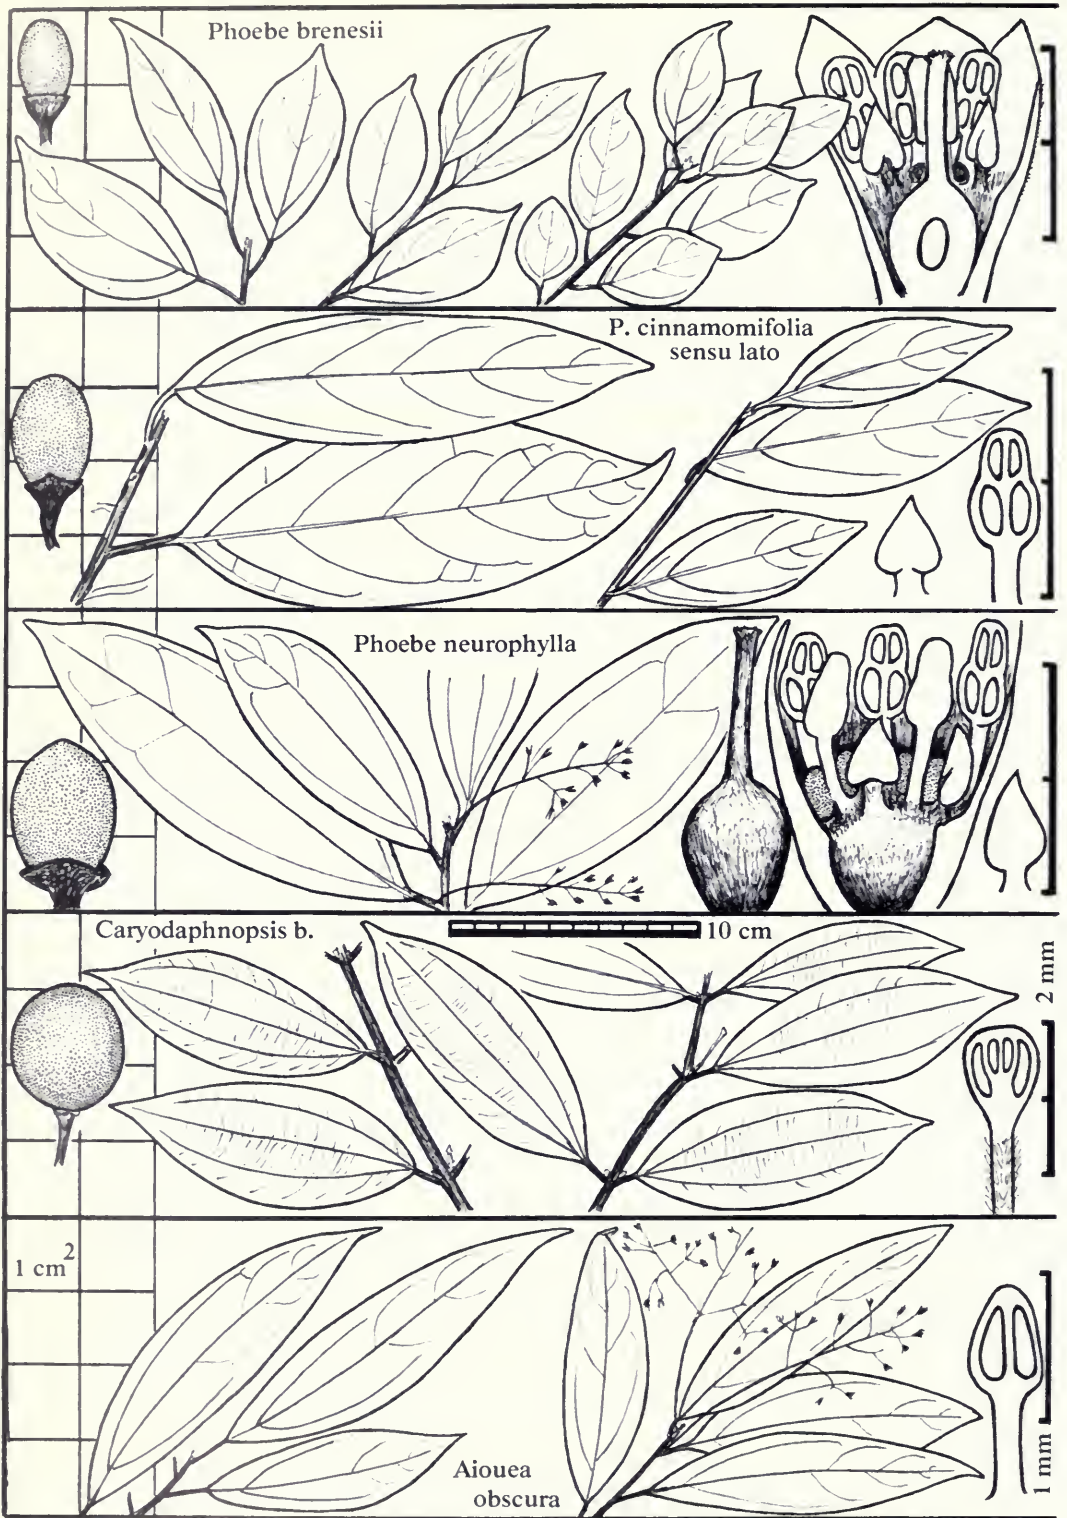 Phoebe brenesii
P. cinnamomifolia
sensu lato
Phoebe neurophylla
Caryodaphnopsis b.
10 cm
2 mm
1 cm²
Aiouea
obscura
1 mm